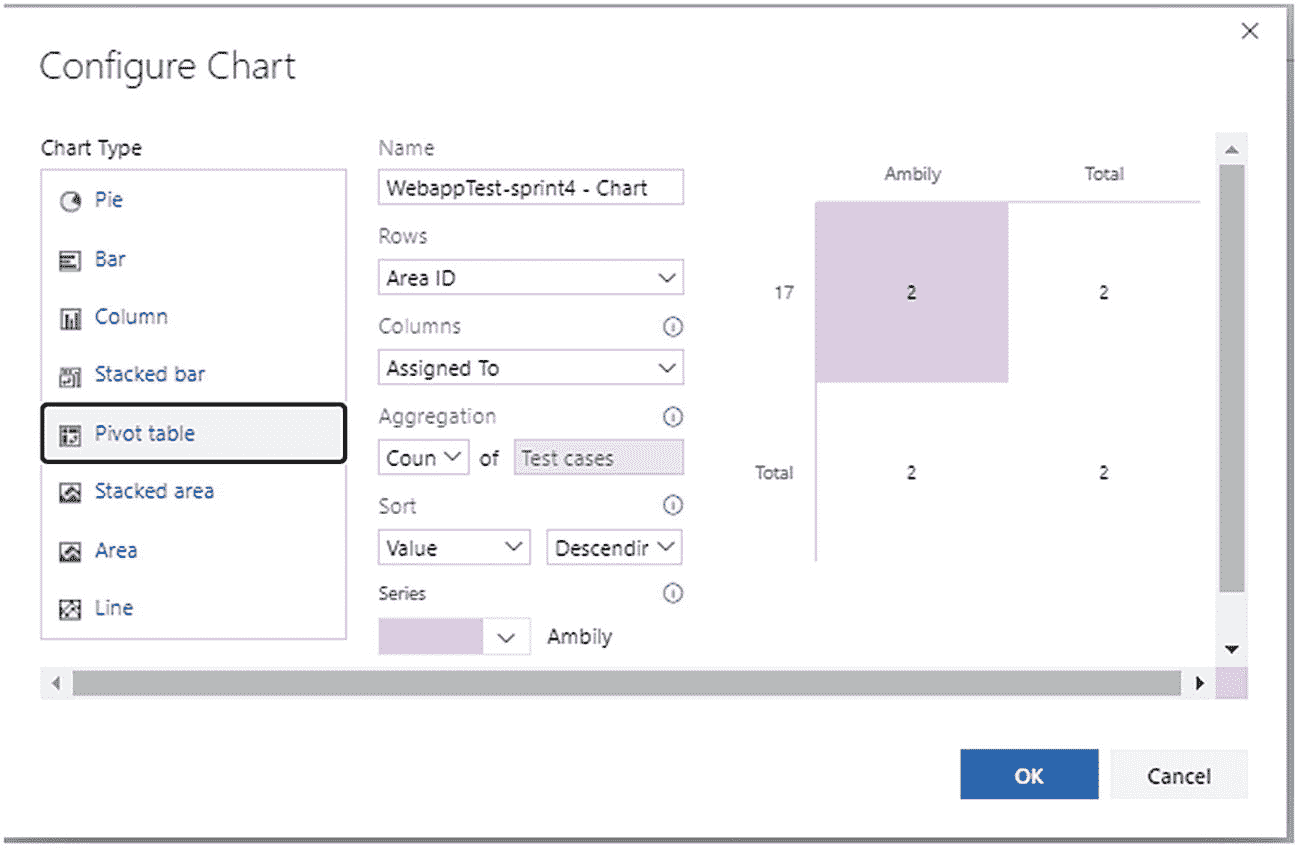 Configure Chart
Chart Type
Pie
Bar
Column
Stacked bar
Pivot table
Stacked area
Area
Line
Name
WebappTest-sprint4 - Chart
Rows
Area ID
Columns
Assigned To
Aggregation
Coun of Test cases
Sort
Value Descendir
Series
Ambily
Ambily Total
17 2 2
Total 2 2
OK Cancel